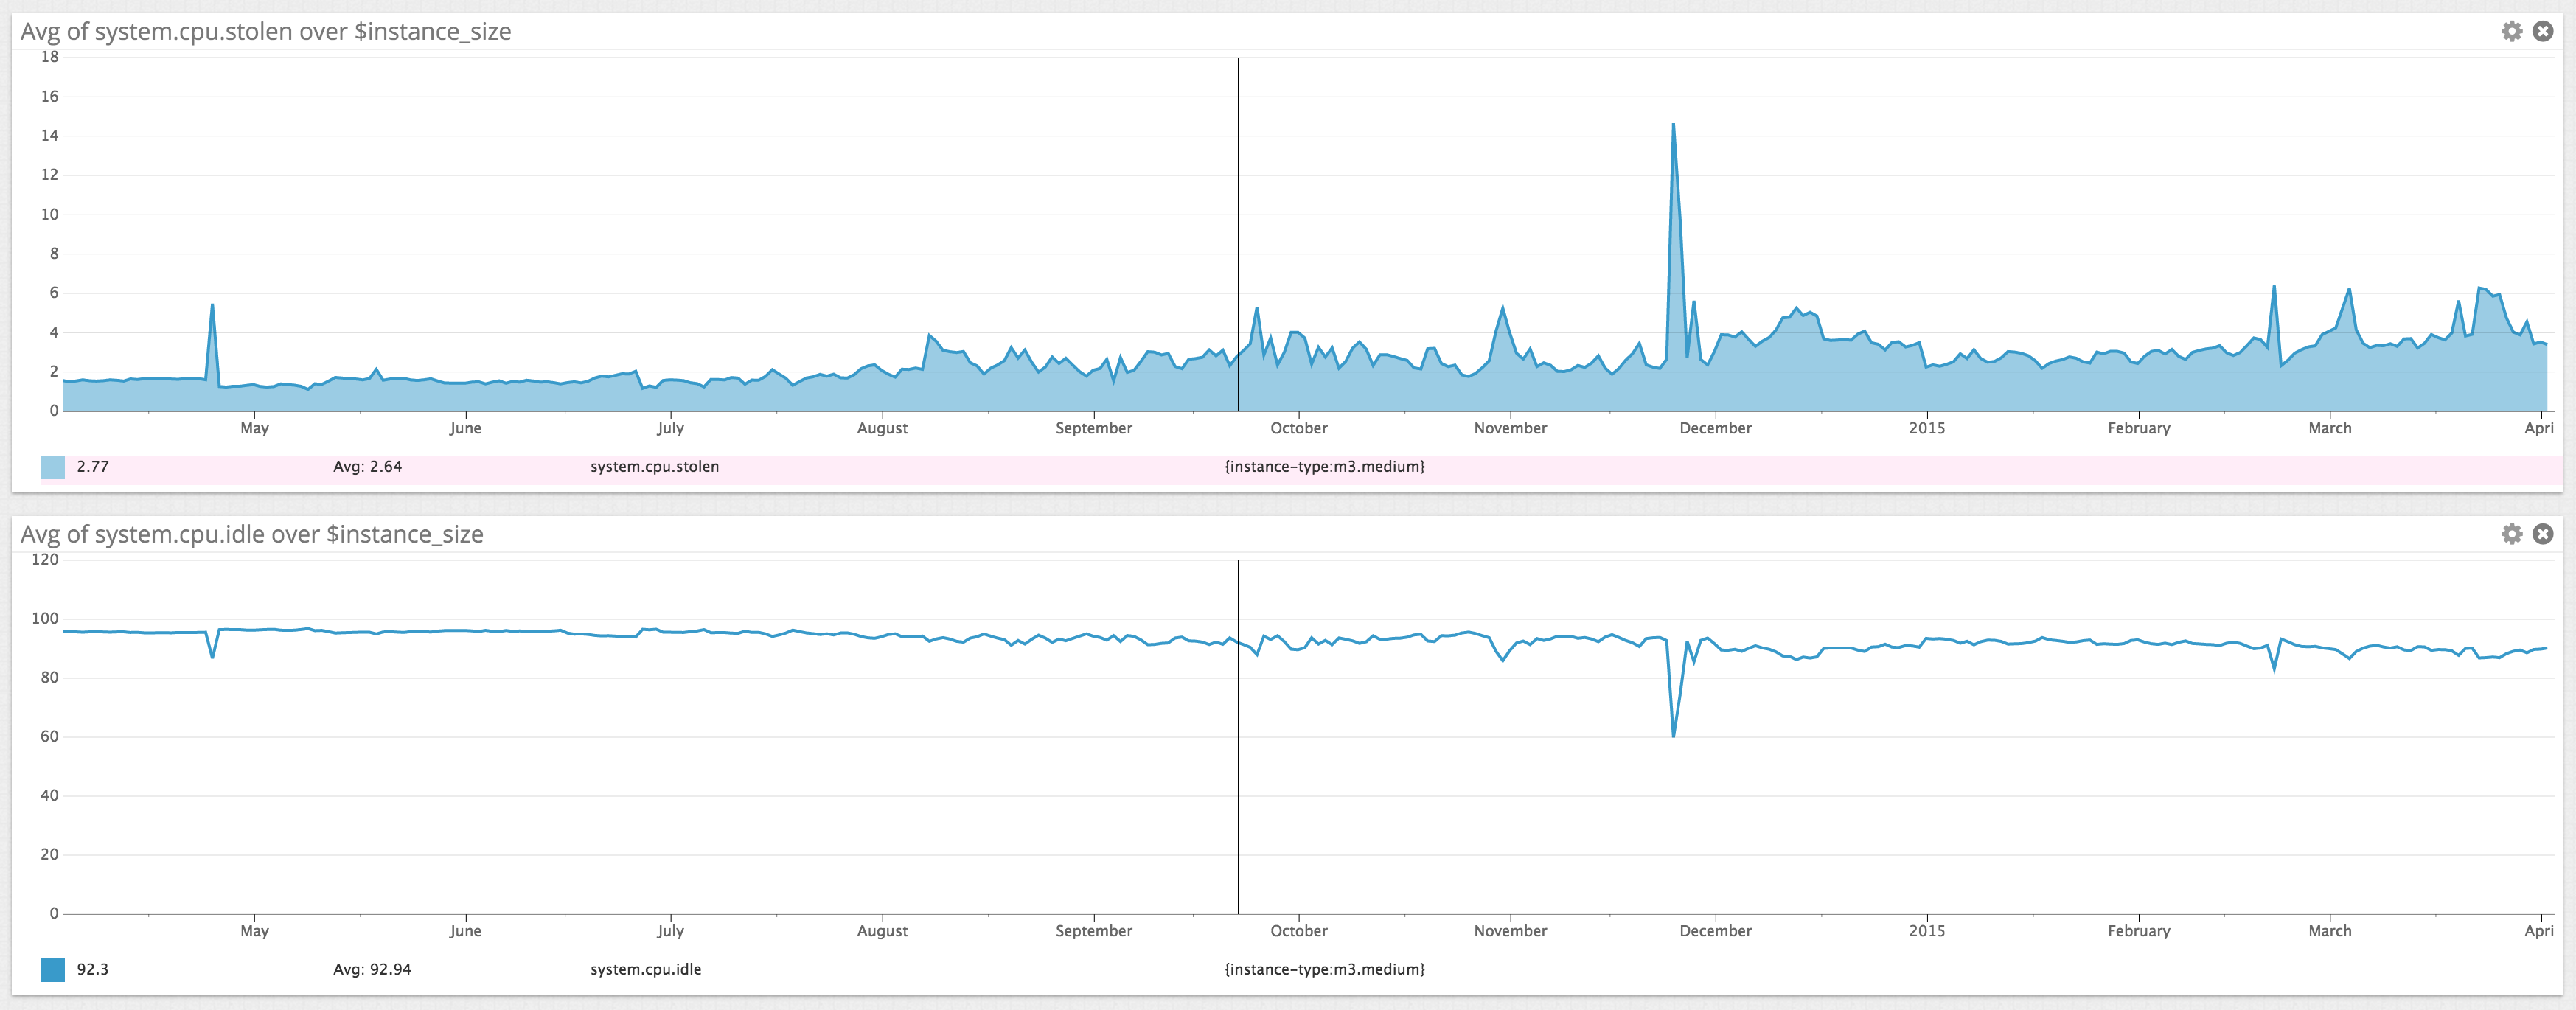 Avg of system.cpu.stolen over $instance_size
18
16
14
12
10
8
6
4
2
0
May June July August September October November December 2015 February March Apri
2.77 Avg: 2.64 system.cpu.stolen {instance-type:m3.medium}
Avg of system.cpu.idle over $instance_size
120
100
80
60
40
20
0
May June July August September October November December 2015 February March Apri
92.3 Avg: 92.94 system.cpu.idle {instance-type:m3.medium}